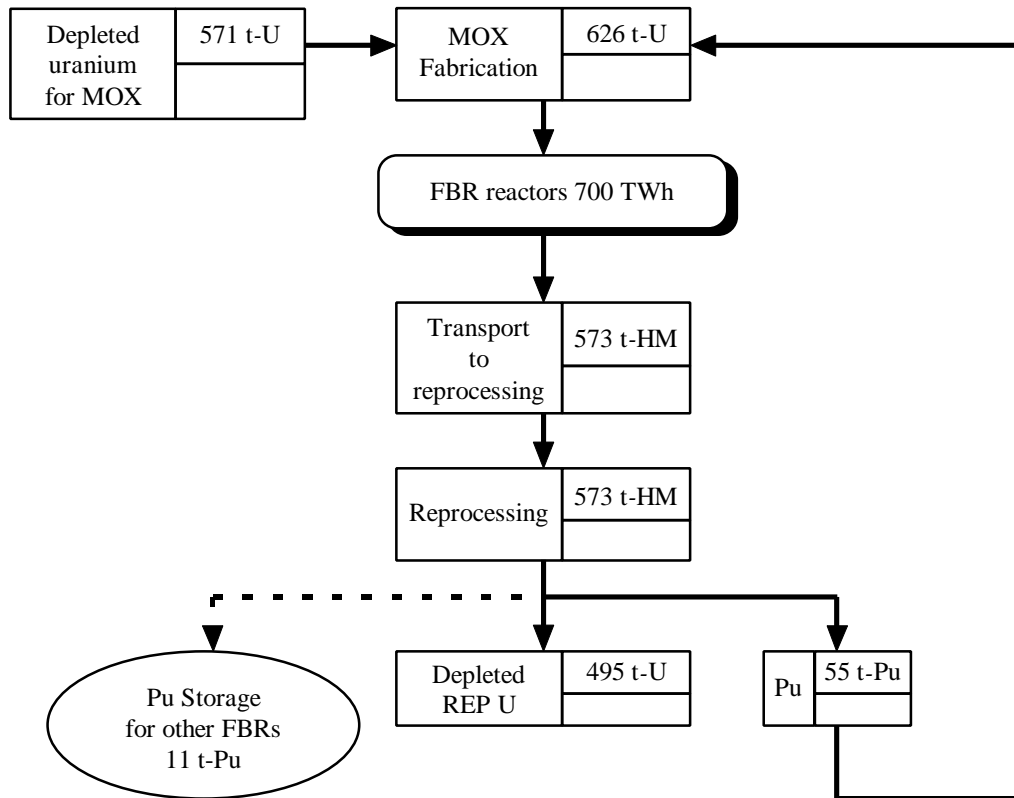 Depleted
uranium
for MOX
571 t-U
MOX
Fabrication
626 t-U
FBR reactors 700 TWh
Transport
to
reprocessing
573 t-HM
Reprocessing
573 t-HM
Pu Storage
for other FBRs
11 t-Pu
Depleted
REP U
495 t-U
Pu
55 t-Pu